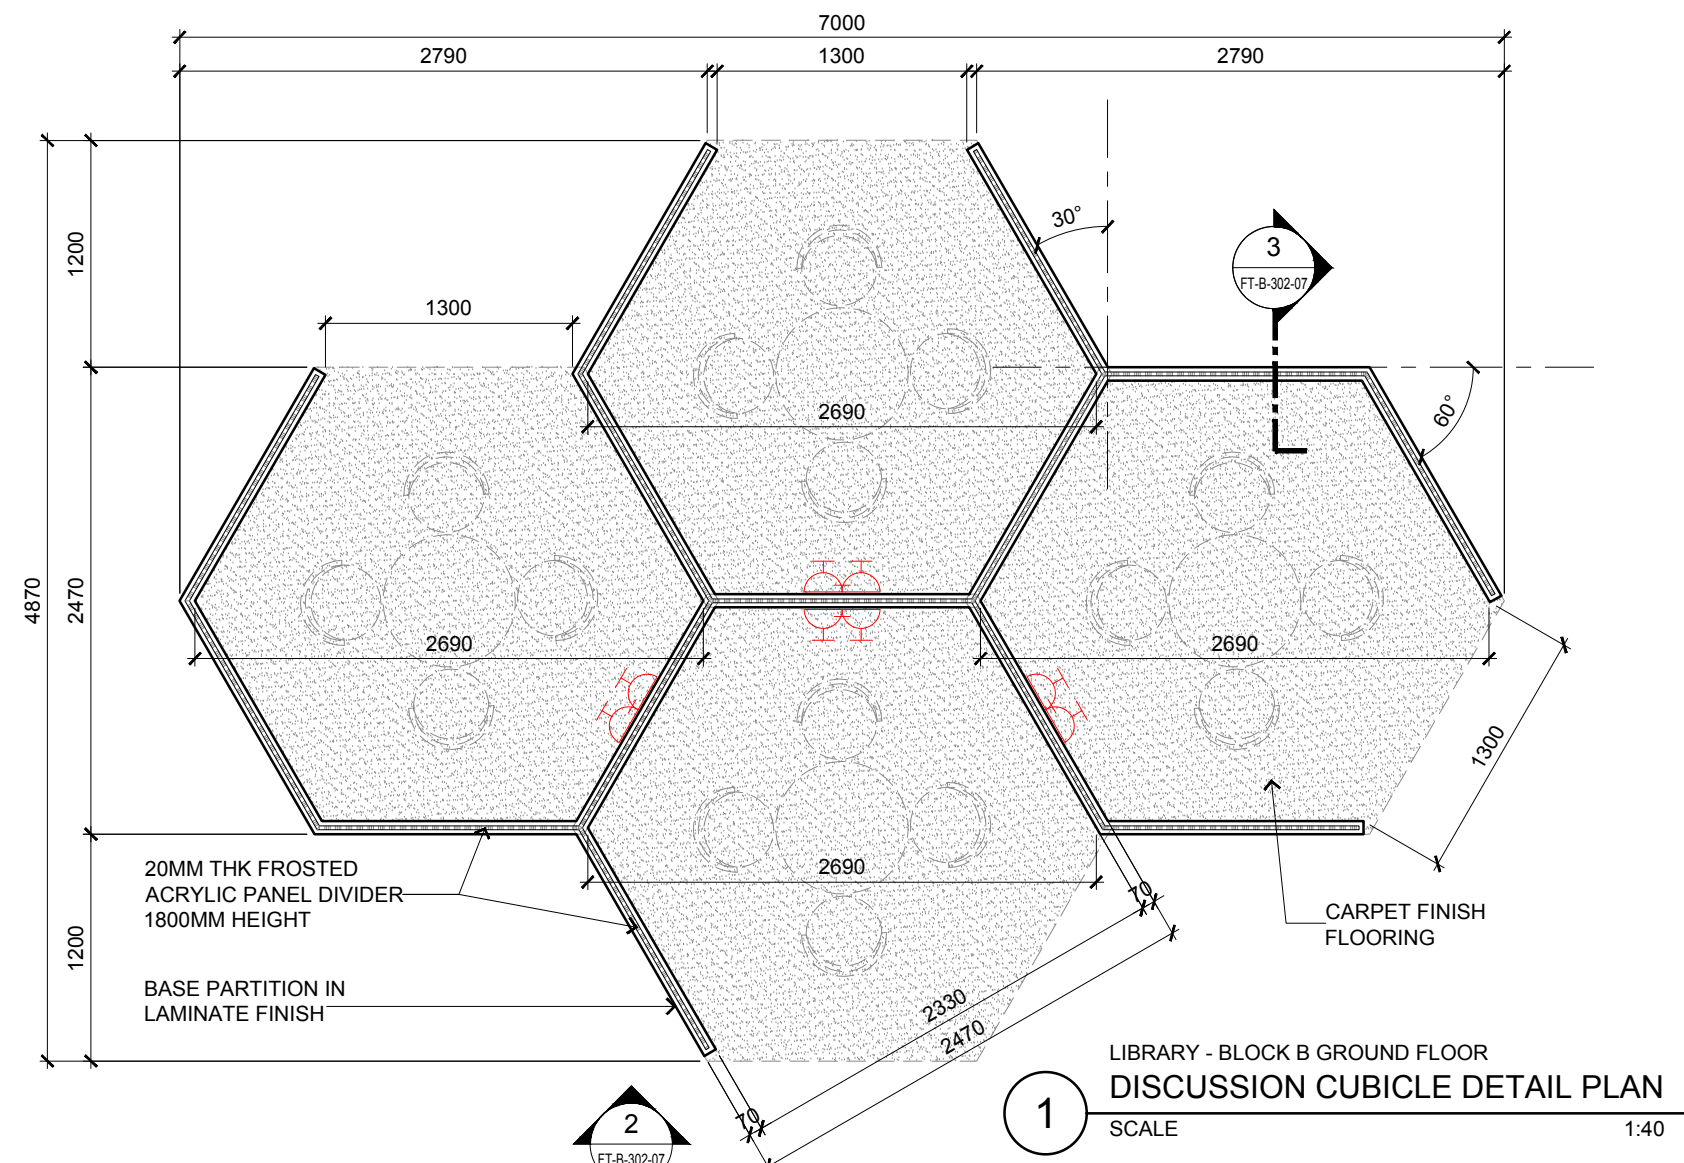 7000
2790
1300
2790
30°
3
FT-B-302-07
1200
1300
60°
2690
4870
2470
2690
2690
1300
2690
70
20MM THK FROSTED
ACRYLIC PANEL DIVIDER
1800MM HEIGHT
CARPET FINISH
FLOORING
1200
BASE PARTITION IN
LAMINATE FINISH
2330
2470
70
2
FT-B-302-07
1
LIBRARY - BLOCK B GROUND FLOOR
DISCUSSION CUBICLE DETAIL PLAN
SCALE 1:40